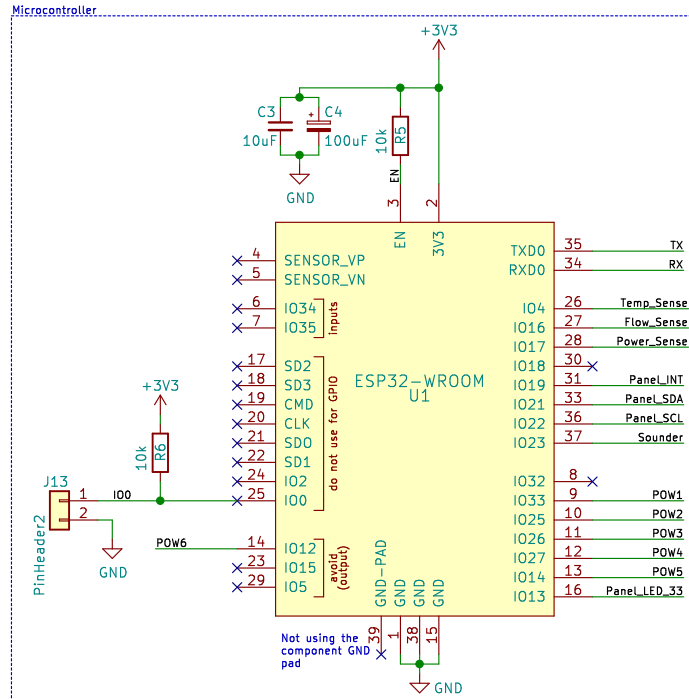 Microcontroller
+3V3
C3
C4
+
10uF
100uF
10k
R5
GND
EN
3
2
EN
3V3
4 SENSOR_VP
5 SENSOR_VN
6 IO34
7 IO35
inputs
17 SD2
18 SD3
19 CMD
20 CLK
21 SDO
22 SD1
24 IO2
25 IO0
do not use for GPIO
POW6
14 IO12
23 IO15
29 IO5
avoid
(output)
ESP32-WROOM
U1
TXD0 35 TX
RXD0 34 RX
IO4 26 Temp_Sense
IO16 27 Flow_Sense
IO17 28 Power_Sense
IO18 30
IO19 31 Panel_INT
IO21 33 Panel_SDA
IO22 36 Panel_SCL
IO23 37 Sounder
IO32 8
IO33 9 POW1
IO25 10 POW2
IO26 11 POW3
IO27 12 POW4
IO14 13 POW5
IO13 16 Panel_LED_33
+3V3
10k
R6
J13
1
IO0
2
PinHeader2
GND
GND-PAD
GND
GND
GND
39
1
38
15
Not using the
component GND
pad
GND